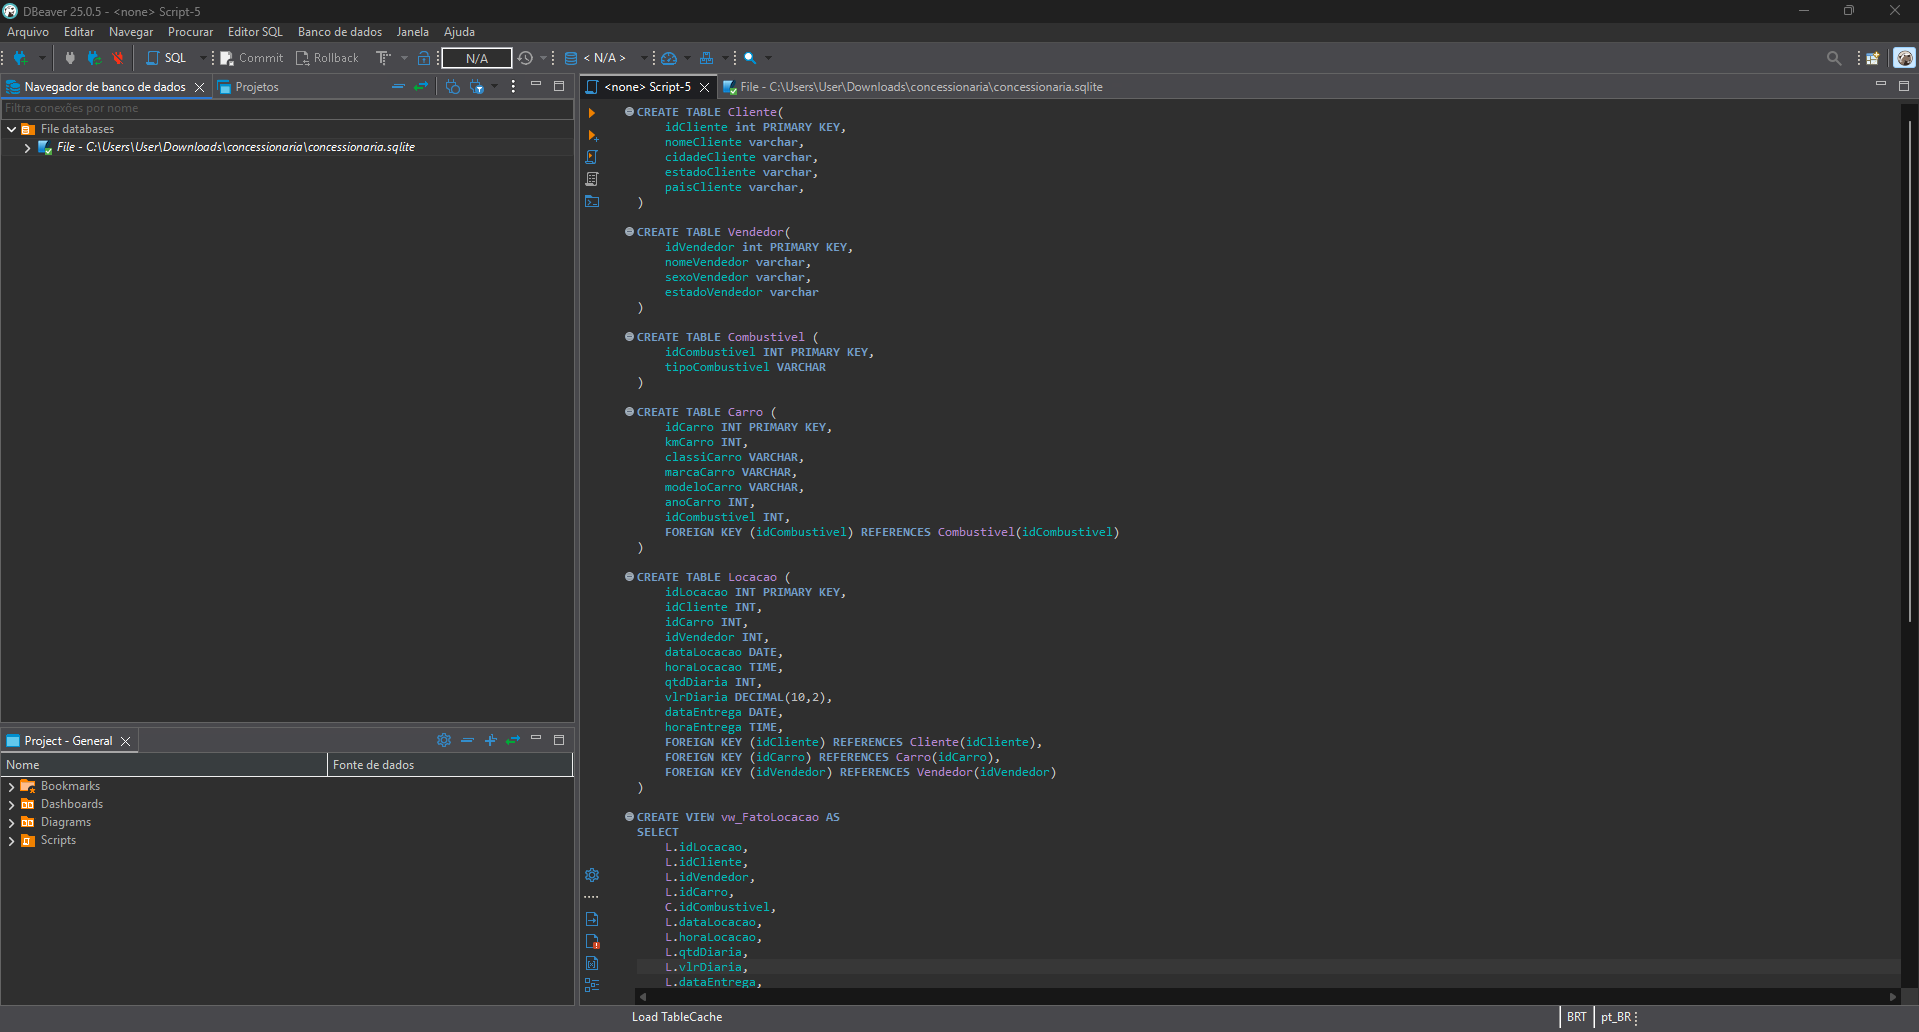 DBeaver 25.0.5 - <none> Script-5
Arquivo Editar Navegar Procurar Editor SQL Banco de dados Janela Ajuda
SQL Commit Rollback N/A < N/A >
Navegador de banco de dados Projetos
Filtra conexões por nome
File databases
File - C:\Users\User\Downloads\concessionaria\concessionaria.sqlite
Project - General
Nome Fonte de dados
Bookmarks
Dashboards
Diagrams
Scripts
<none> Script-5 File - C:\Users\User\Downloads\concessionaria\concessionaria.sqlite
CREATE TABLE Cliente(
idCliente int PRIMARY KEY,
nomeCliente varchar,
cidadeCliente varchar,
estadoCliente varchar,
paisCliente varchar,
)
CREATE TABLE Vendedor(
idVendedor int PRIMARY KEY,
nomeVendedor varchar,
sexoVendedor varchar,
estadoVendedor varchar
)
CREATE TABLE Combustivel (
idCombustivel INT PRIMARY KEY,
tipoCombustivel VARCHAR
)
CREATE TABLE Carro (
idCarro INT PRIMARY KEY,
kmCarro INT,
classiCarro VARCHAR,
marcaCarro VARCHAR,
modeloCarro VARCHAR,
anoCarro INT,
idCombustivel INT,
FOREIGN KEY (idCombustivel) REFERENCES Combustivel(idCombustivel)
)
CREATE TABLE Locacao (
idLocacao INT PRIMARY KEY,
idCliente INT,
idCarro INT,
idVendedor INT,
dataLocacao DATE,
horaLocacao TIME,
qtdDiaria INT,
vlrDiaria DECIMAL(10,2),
dataEntrega DATE,
horaEntrega TIME,
FOREIGN KEY (idCliente) REFERENCES Cliente(idCliente),
FOREIGN KEY (idCarro) REFERENCES Carro(idCarro),
FOREIGN KEY (idVendedor) REFERENCES Vendedor(idVendedor)
)
CREATE VIEW vw_FatoLocacao AS
SELECT
L.idLocacao,
L.idCliente,
L.idVendedor,
L.idCarro,
C.idCombustivel,
L.dataLocacao,
L.horaLocacao,
L.qtdDiaria,
L.vlrDiaria,
L.dataEntrega,
Load TableCache BRT pt_BR